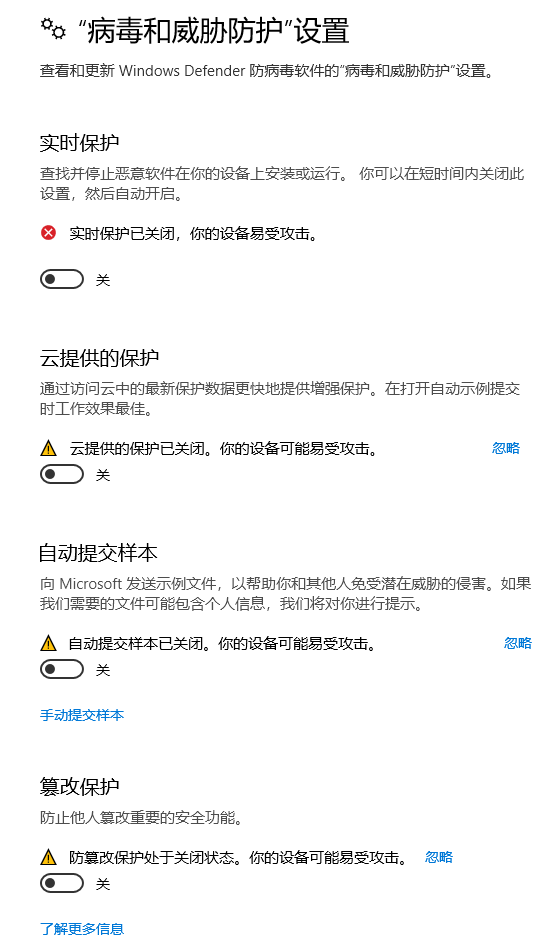 “病毒和威胁防护”设置
查看和更新 Windows Defender 防病毒软件的“病毒和威胁防护”设置。
实时保护
查找并停止恶意软件在你的设备上安装或运行。 你可以在短时间内关闭此
设置，然后自动开启。
实时保护已关闭，你的设备易受攻击。
关
云提供的保护
通过访问云中的最新保护数据更快地提供增强保护。在打开自动示例提交
时工作效果最佳。
云提供的保护已关闭。你的设备可能易受攻击。 忽略
关
自动提交样本
向 Microsoft 发送示例文件，以帮助你和其他人免受潜在威胁的侵害。如果
我们需要的文件可能包含个人信息，我们将对你进行提示。
自动提交样本已关闭。你的设备可能易受攻击。 忽略
关
手动提交样本
篡改保护
防止他人篡改重要的安全功能。
防篡改保护处于关闭状态。你的设备可能易受攻击。 忽略
关
了解更多信息